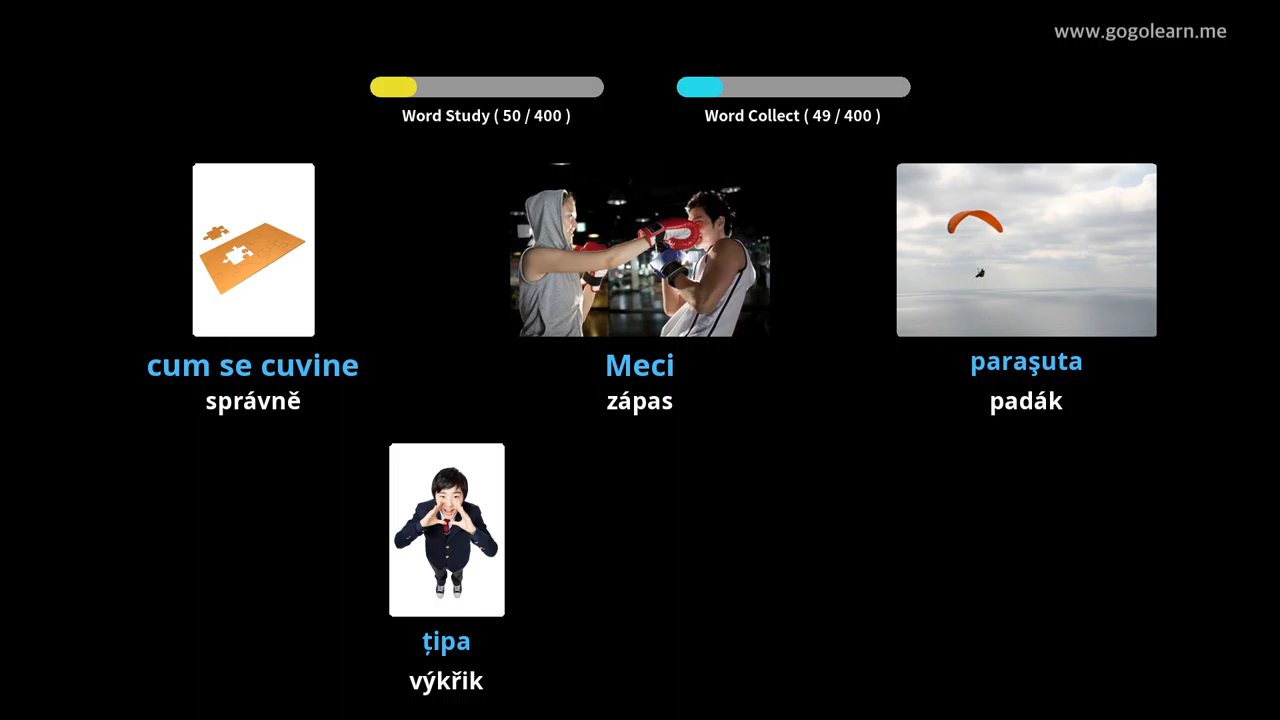 www.gogolearn.me
Word Study ( 50 / 400 )
Word Collect ( 49 / 400 )
cum se cuvine
správně
Meci
zápas
paraşuta
padák
țipa
výkřik